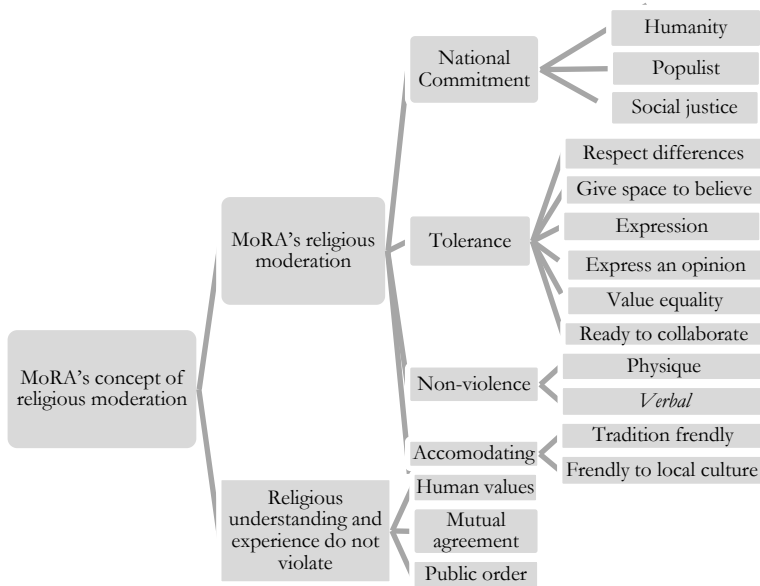 Humanity
National
Commitment
Populist
Social justice
Respect differences
Give space to believe
MoRA's religious
moderation
Tolerance
Expression
Express an opinion
Value equality
Ready to collaborate
MoRA's concept of
religious moderation
Non-violence
Physique
Verbal
Accomodating
Tradition frendly
Frendly to local culture
Religious
understanding and
experience do not
violate
Human values
Mutual
agreement
Public order